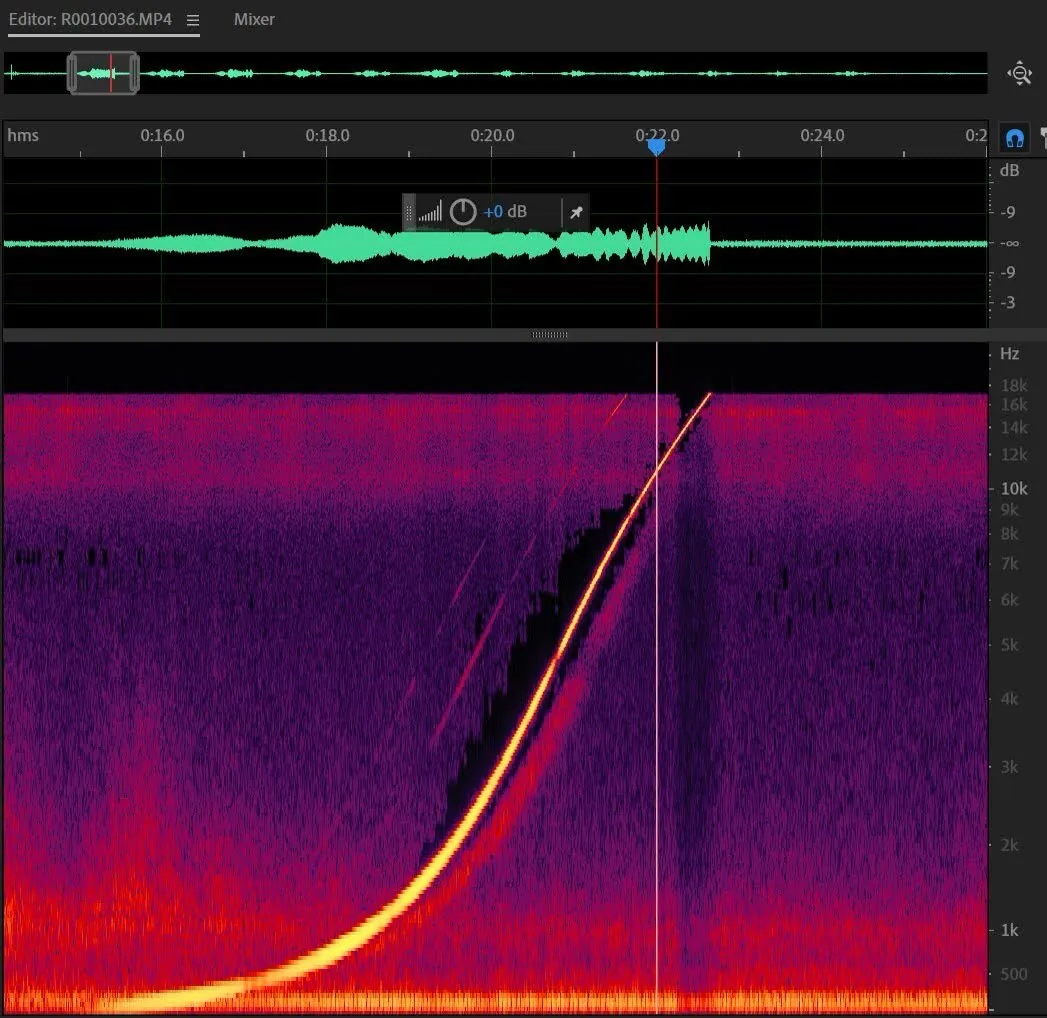 Editor: R0010036.MP4 Mixer
hms 0:16.0 0:18.0 0:20.0 0:22.0 0:24.0 0:2
dB
+0 dB
-9
-∞
-9
-3
Hz
18k
16k
14k
12k
10k
9k
8k
7k
6k
5k
4k
3k
2k
1k
500